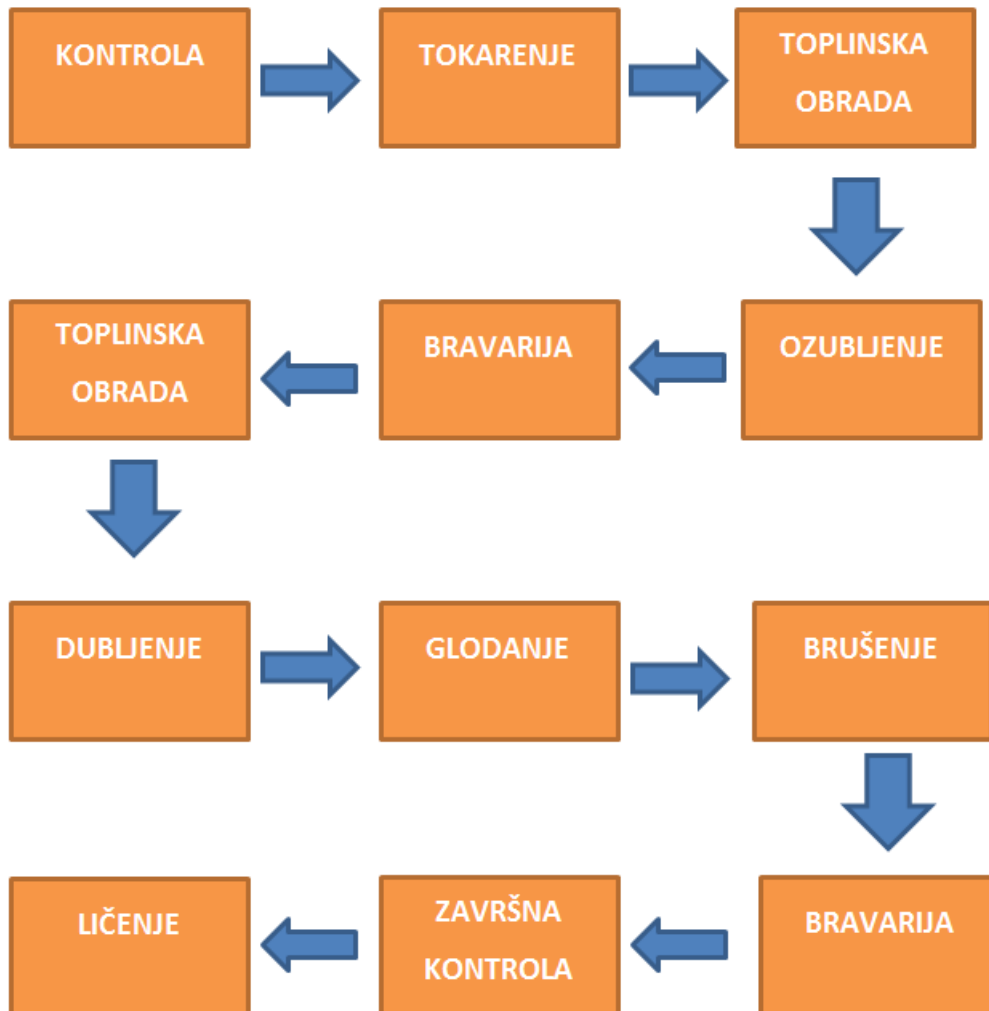 KONTROLA
TOKARENJE
TOPLINSKA
OBRADA
OZUBLJENJE
BRAVARIJA
TOPLINSKA
OBRADA
DUBLJENJE
GLODANJE
BRUŠENJE
BRAVARIJA
ZAVRŠNA
KONTROLA
LIČENJE